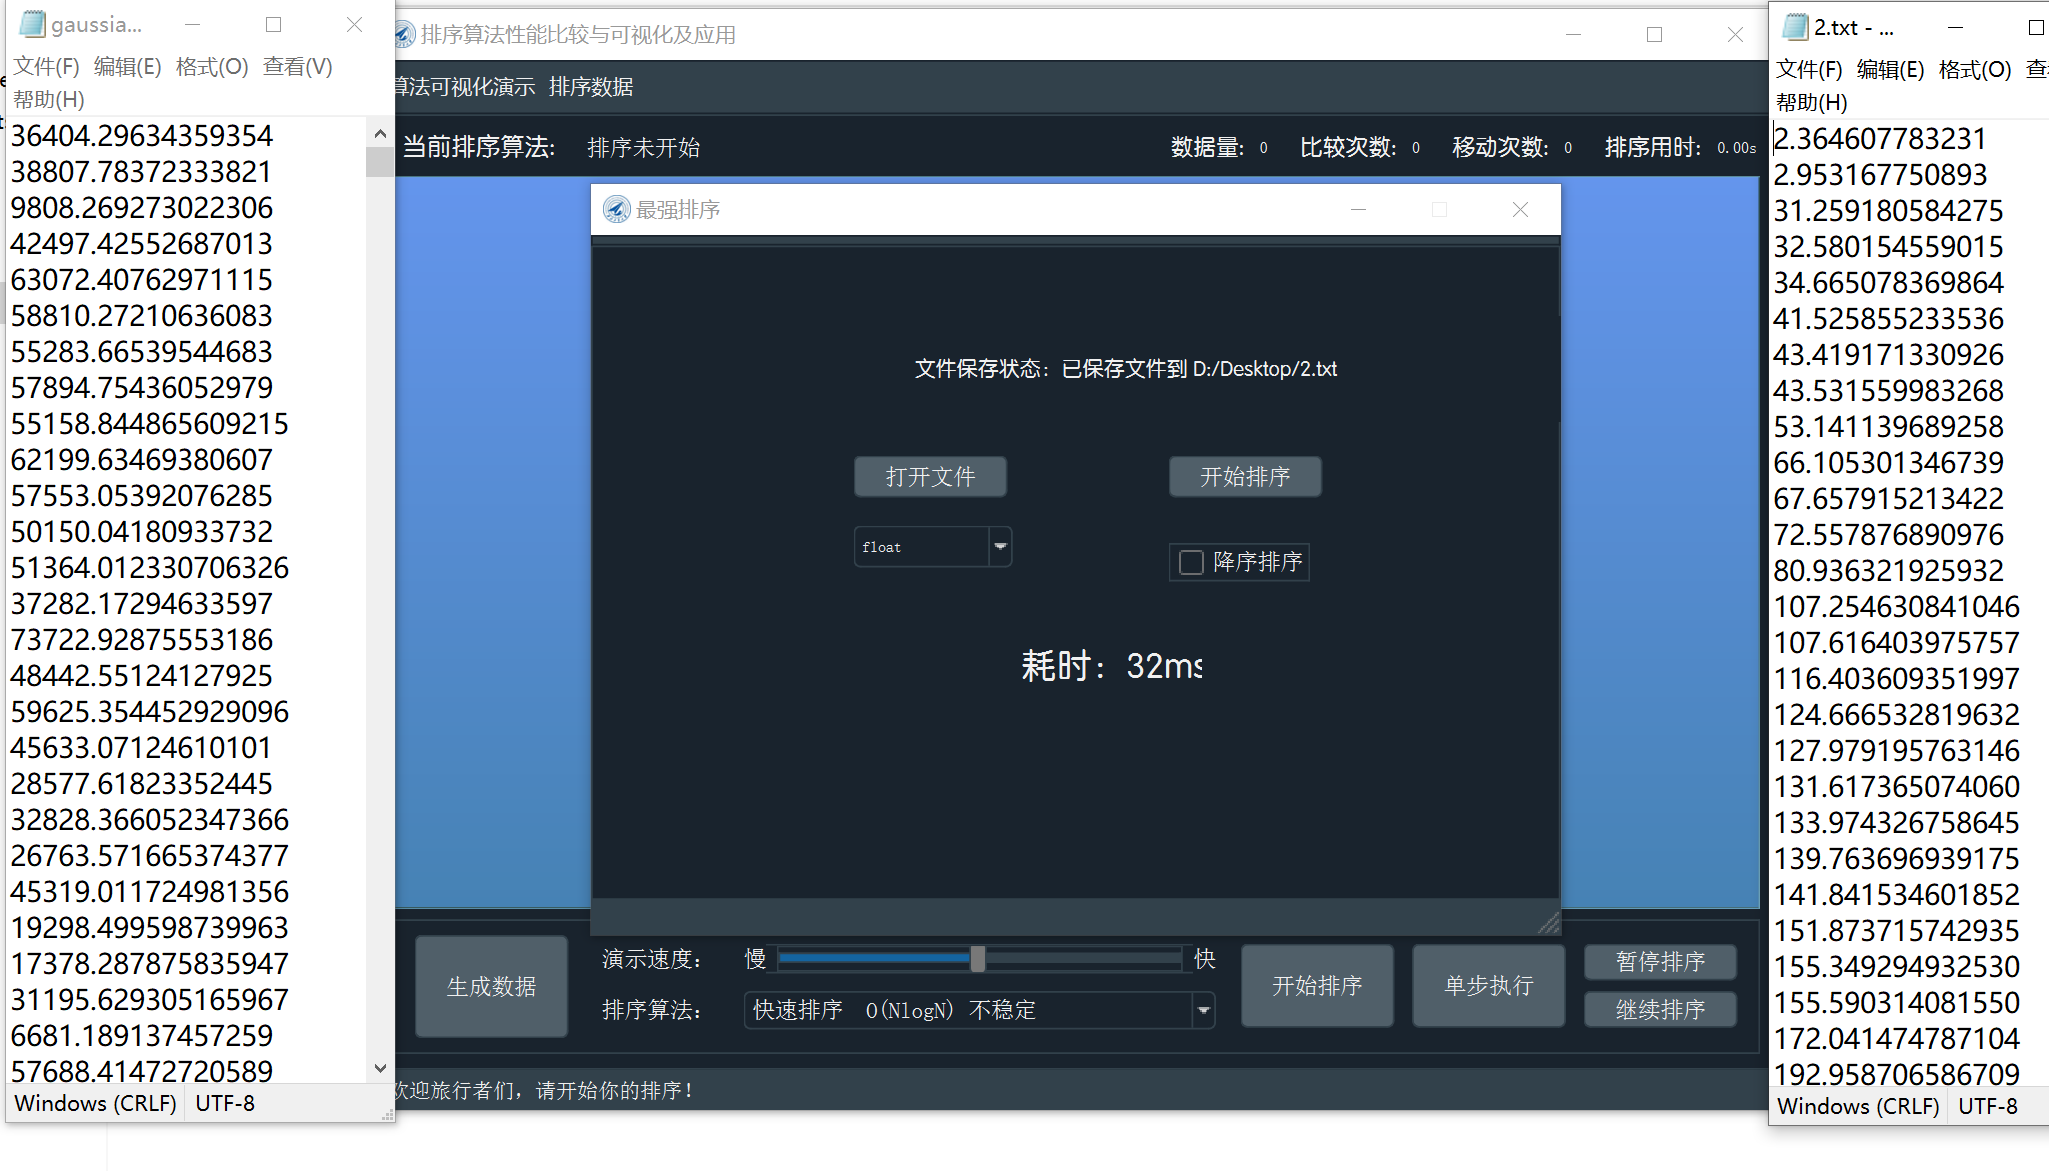 gaussia...
文件(F) 编辑(E) 格式(O) 查看(V)
帮助(H)
36404.29634359354
38807.78372333821
9808.269273022306
42497.42552687013
63072.40762971115
58810.27210636083
55283.66539544683
57894.75436052979
55158.844865609215
62199.63469380607
57553.05392076285
50150.04180933732
51364.012330706326
37282.17294633597
73722.92875553186
48442.55124127925
59625.354452929096
45633.07124610101
28577.61823352445
32828.366052347366
26763.571665374377
45319.011724981356
19298.499598739963
17378.287875835947
31195.629305165967
6681.189137457259
57688.41472720589
Windows (CRLF) UTF-8
排序算法性能比较与可视化及应用
算法可视化演示 排序数据
当前排序算法: 排序未开始 数据量: 0 比较次数: 0 移动次数: 0 排序用时: 0.00s
最强排序
文件保存状态：已保存文件到 D:/Desktop/2.txt
打开文件 开始排序
float 降序排序
耗时：32ms
生成数据 演示速度： 慢 快
排序算法： 快速排序 O(NlogN) 不稳定
开始排序 单步执行 暂停排序
继续排序
欢迎旅行者们，请开始你的排序！
2.txt - ...
文件(F) 编辑(E) 格式(O) 查
帮助(H)
2.364607783231
2.953167750893
31.259180584275
32.580154559015
34.665078369864
41.525855233536
43.419171330926
43.531559983268
53.141139689258
66.105301346739
67.657915213422
72.557876890976
80.936321925932
107.254630841046
107.616403975757
116.403609351997
124.666532819632
127.979195763146
131.617365074060
133.974326758645
139.763696939175
141.841534601852
151.873715742935
155.349294932530
155.590314081550
172.041474787104
192.958706586709
Windows (CRLF) UTF-8